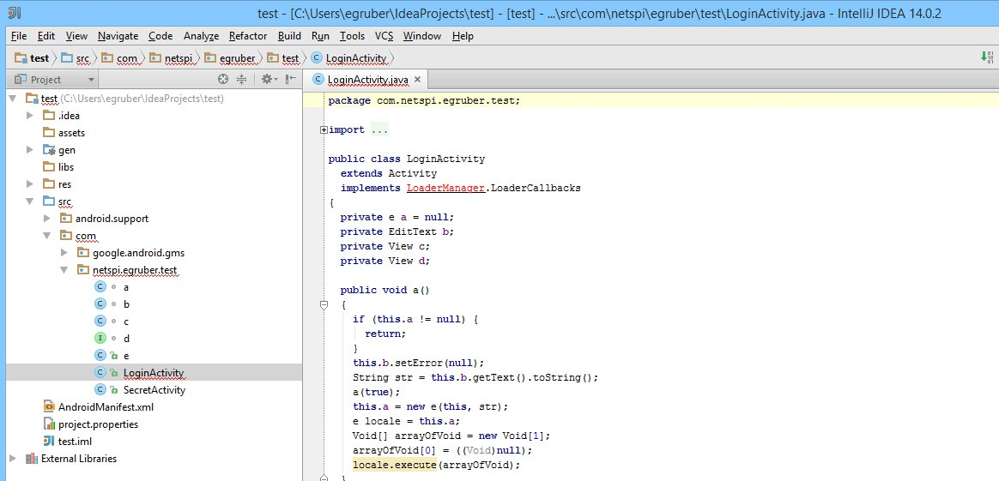 test - [C:\Users\egruber\IdeaProjects\test] - [test] - ...\src\com\netspi\egruber\test\LoginActivity.java - IntelliJ IDEA 14.0.2
File Edit View Navigate Code Analyze Refactor Build Run Tools VCS Window Help
test src com netspi egruber test LoginActivity
Project
LoginActivity.java
test (C:\Users\egruber\IdeaProjects\test)
.idea
assets
gen
libs
res
src
android.support
com
google.android.gms
netspi.egruber.test
a
b
c
d
e
LoginActivity
SecretActivity
AndroidManifest.xml
project.properties
test.iml
External Libraries
package com.netspi.egruber.test;
import ...
public class LoginActivity
extends Activity
implements LoaderManager.LoaderCallbacks
{
private e a = null;
private EditText b;
private View c;
private View d;
public void a()
{
if (this.a != null) {
return;
}
this.b.setError(null);
String str = this.b.getText().toString();
a(true);
this.a = new e(this, str);
e locale = this.a;
Void[] arrayOfVoid = new Void[1];
arrayOfVoid[0] = ((Void)null);
locale.execute(arrayOfVoid);
}